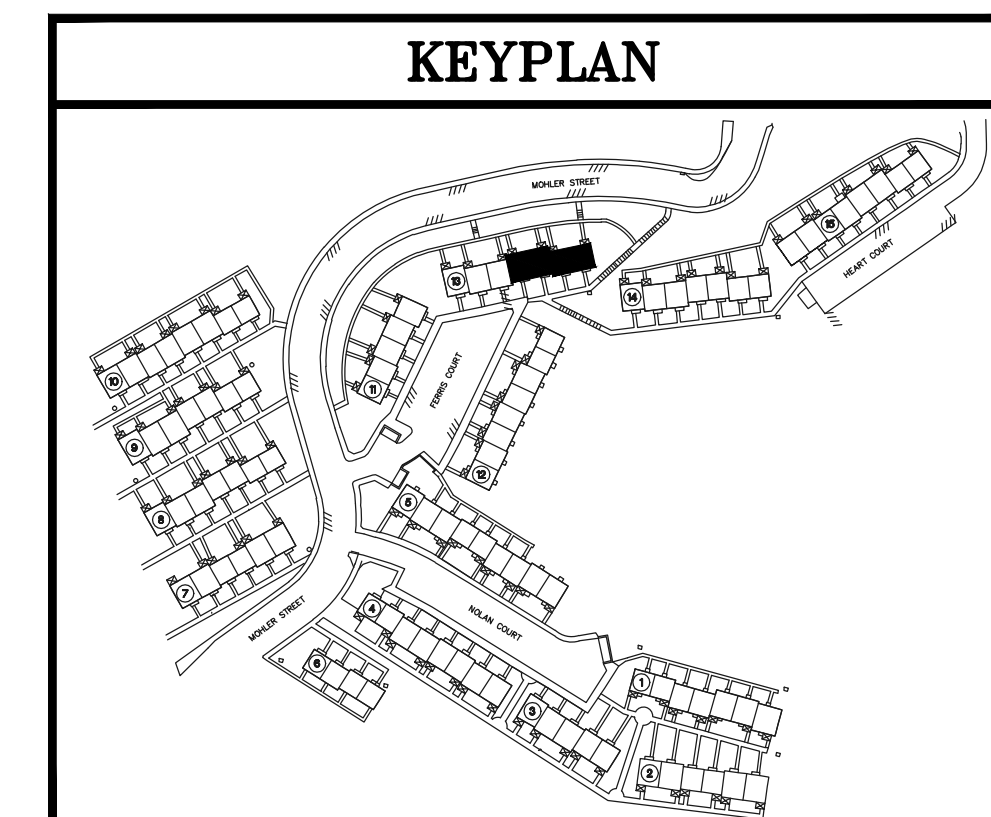 KEYPLAN
MOHLER STREET
15
HEART COURT
13
14
10
11
FERRIS COURT
9
12
5
8
7
4
NOLAN COURT
MOHLER STREET
6
1
3
2